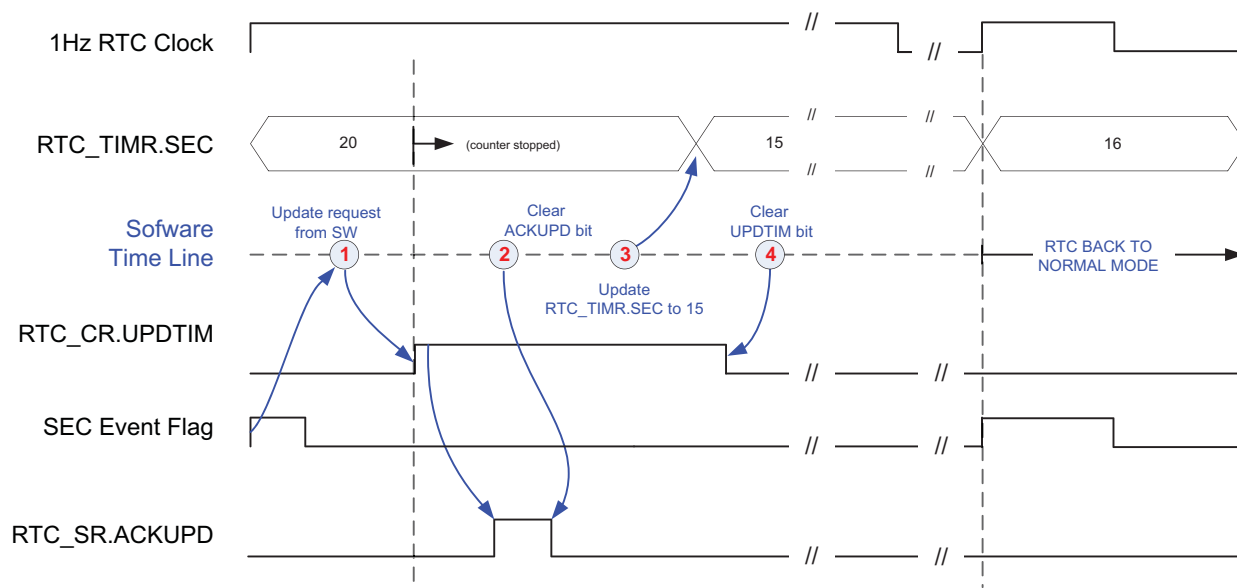 1Hz RTC Clock
//
//
RTC_TIMR.SEC
20
(counter stopped)
//
//
15
//
//
16
Sofware
Time Line
Update request
from SW
1
Clear
ACKUPD bit
2
3
Update
RTC_TIMR.SEC to 15
Clear
UPDTIM bit
4
RTC BACK TO
NORMAL MODE
RTC_CR.UPDTIM
//
//
SEC Event Flag
//
//
RTC_SR.ACKUPD
//
//